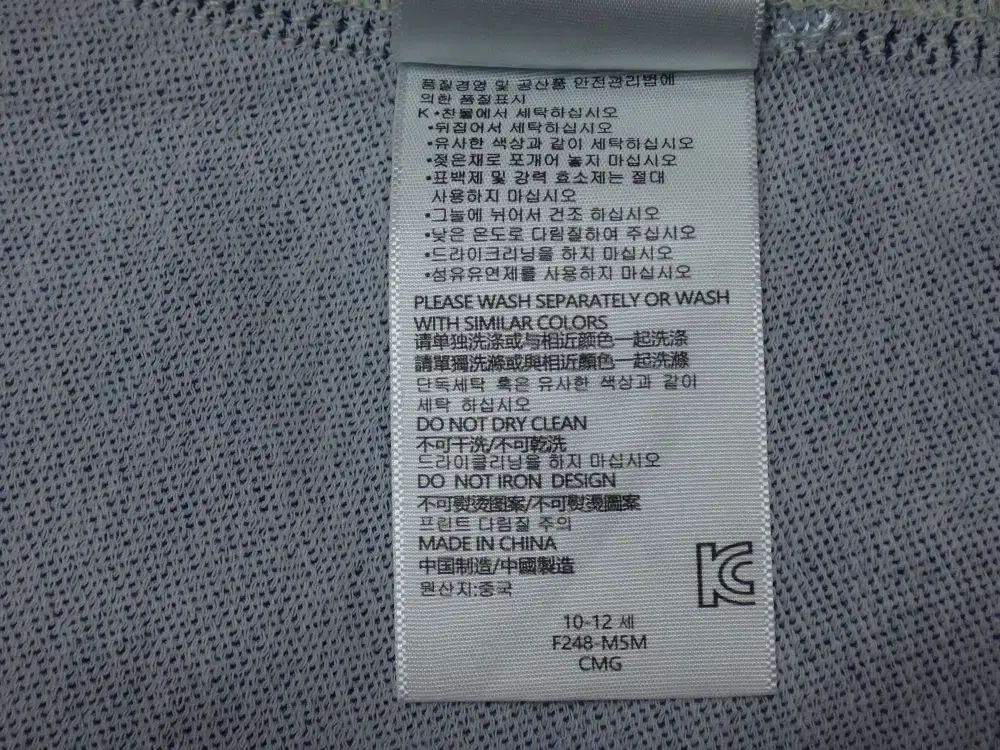 품질경영 및 공산품 안전관리법에
의한 품질표시
K •찬물에서 세탁하십시오
•뒤집어서 세탁하십시오
•유사한 색상과 같이 세탁하십시오
•젖은채로 포개어 놓지 마십시오
•표백제 및 강력 효소제는 절대
사용하지 마십시오
•그늘에 뉘어서 건조 하십시오
•낮은 온도로 다림질하여 주십시오
•드라이크리닝을 하지 마십시오
•섬유유연제를 사용하지 마십시오
PLEASE WASH SEPARATELY OR WASH
WITH SIMILAR COLORS
请单独洗涤或与相近颜色一起洗涤
請單獨洗滌或與相近顏色一起洗滌
단독세탁 혹은 유사한 색상과 같이
세탁 하십시오
DO NOT DRY CLEAN
不可干洗/不可乾洗
드라이클리닝을 하지 마십시오
DO NOT IRON DESIGN
不可熨烫图案/不可熨燙圖案
프린트 다림질 주의
MADE IN CHINA
中国制造/中國製造
원산지:중국
KC
10-12 세
F248-M5M
CMG